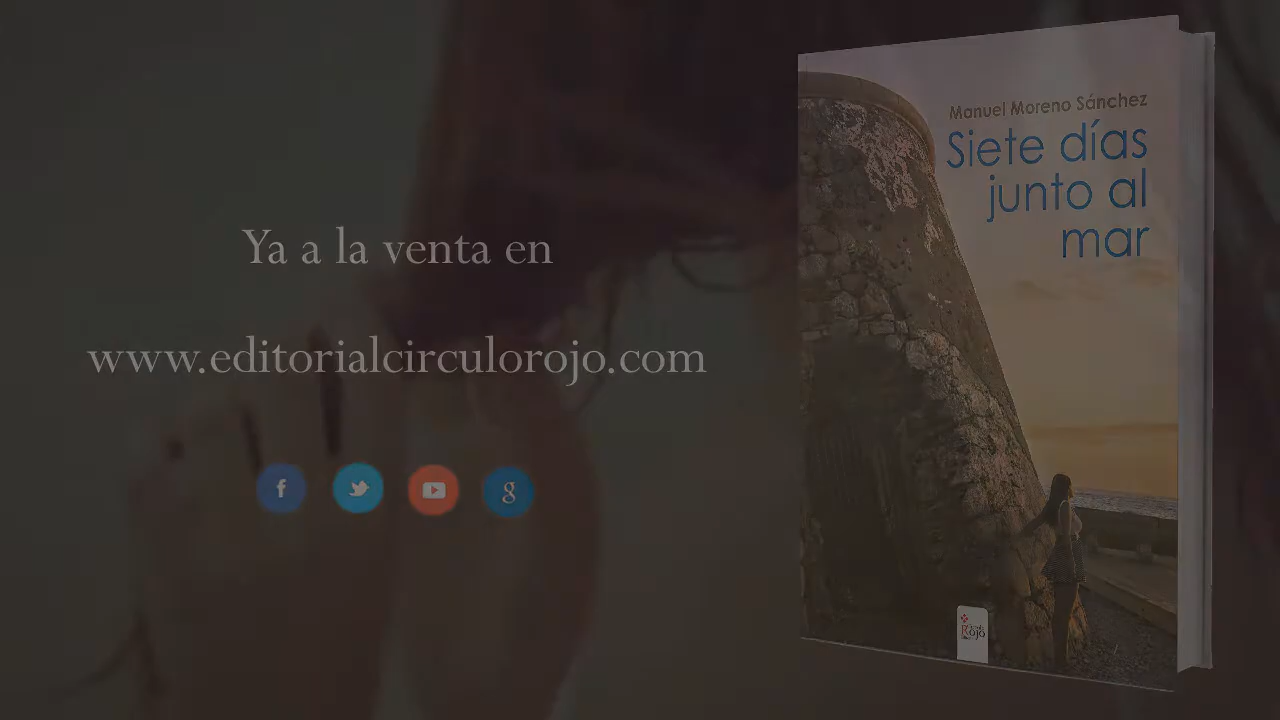 Ya a la venta en
www.editorialcirculorojo.com
f
g
Manuel Moreno Sánchez
Siete días
junto al
mar
Rojo